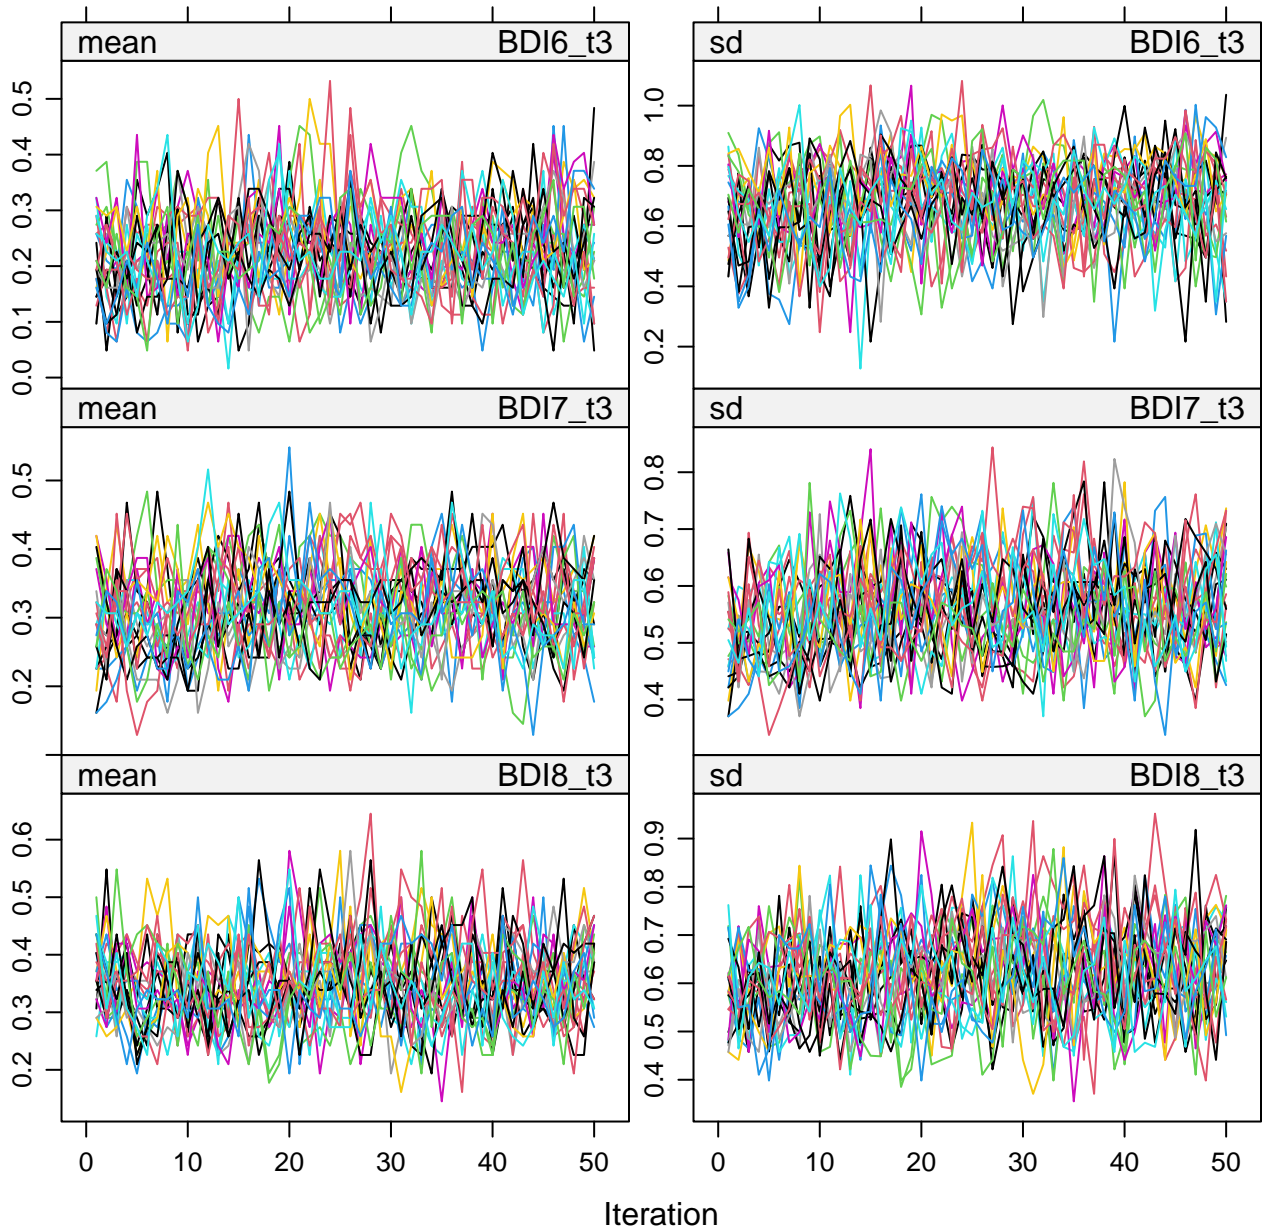 mean BDI6_t3 sd BDI6_t3
0.5 0.4 0.3 0.2 0.1 0.0
1.0 0.8 0.6 0.4 0.2
mean BDI7_t3 sd BDI7_t3
0.5 0.4 0.3 0.2
0.8 0.7 0.6 0.5 0.4
mean BDI8_t3 sd BDI8_t3
0.6 0.5 0.4 0.3 0.2
0.9 0.8 0.7 0.6 0.5 0.4
0 10 20 30 40 50 0 10 20 30 40 50
Iteration